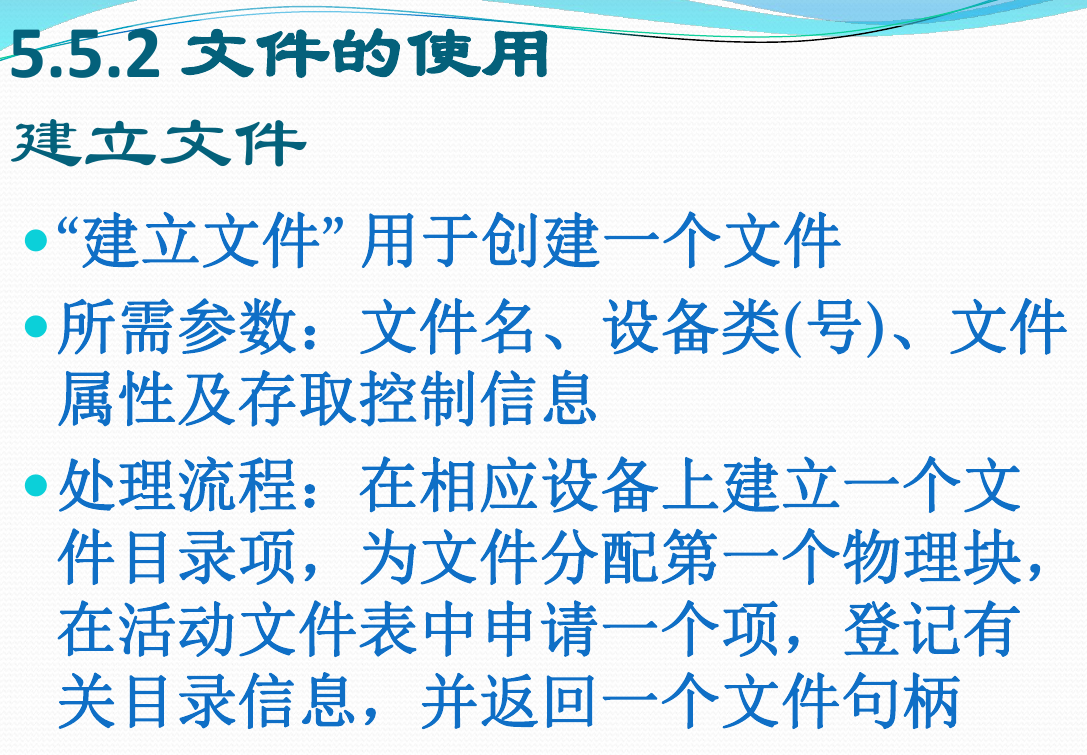 5.5.2 文件的使用
建立文件
•“建立文件” 用于创建一个文件
•所需参数：文件名、设备类(号)、文件
属性及存取控制信息
•处理流程：在相应设备上建立一个文
件目录项，为文件分配第一个物理块，
在活动文件表中申请一个项，登记有
关目录信息，并返回一个文件句柄